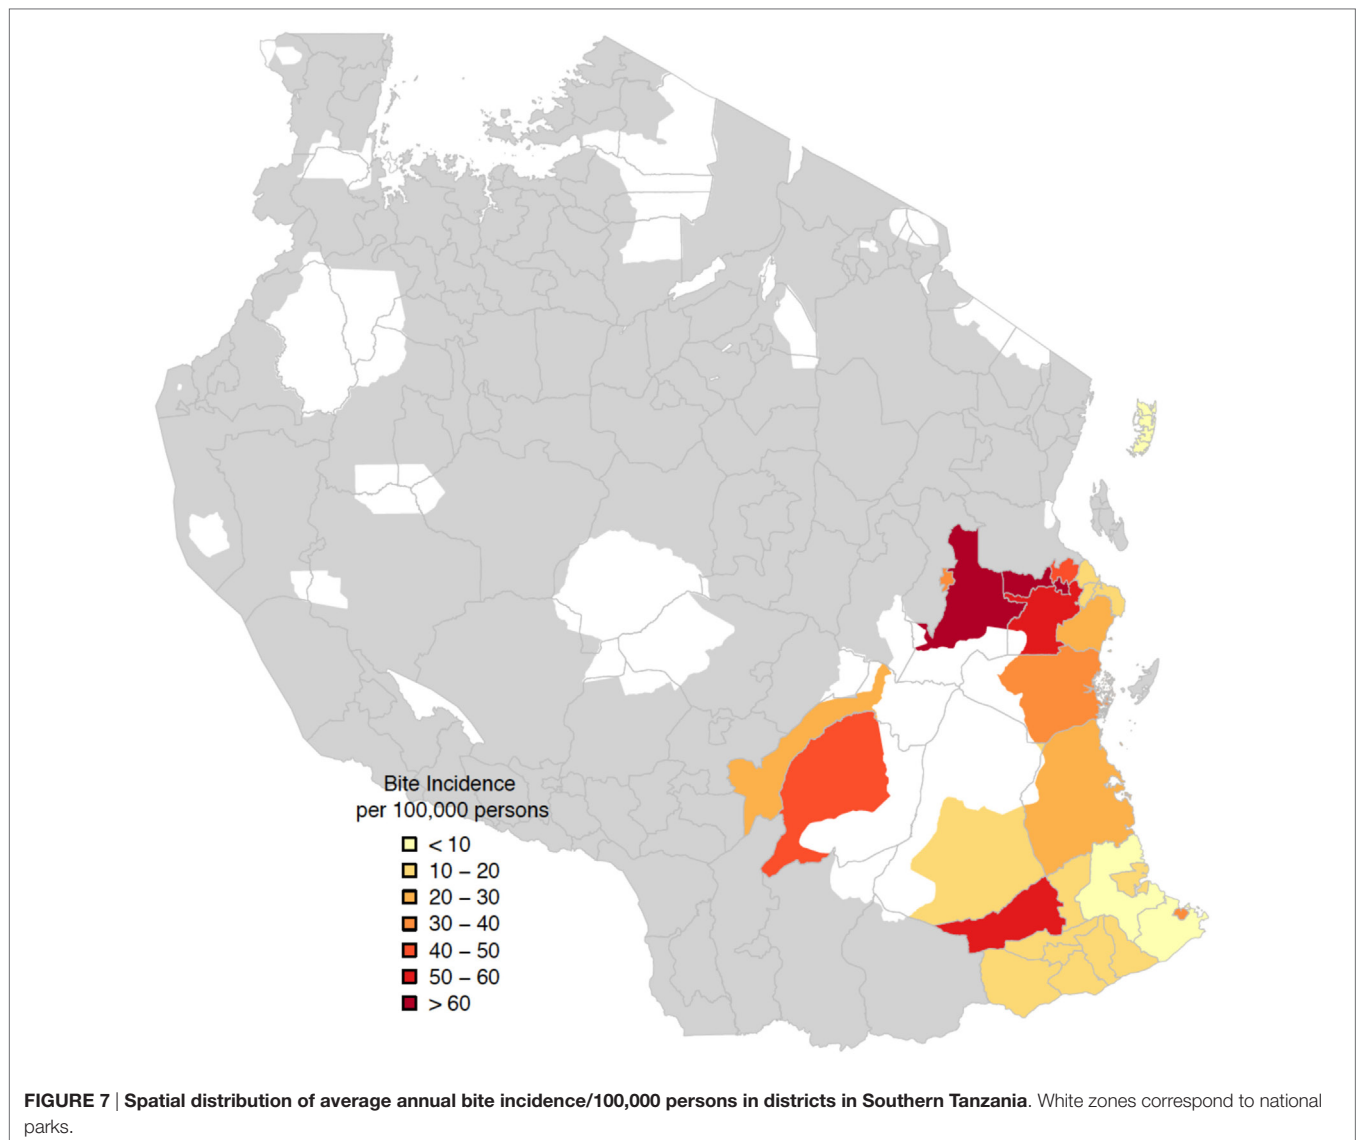 Bite Incidence
per 100,000 persons
< 10
10 – 20
20 – 30
30 – 40
40 – 50
50 – 60
> 60
FIGURE 7 | Spatial distribution of average annual bite incidence/100,000 persons in districts in Southern Tanzania. White zones correspond to national
parks.